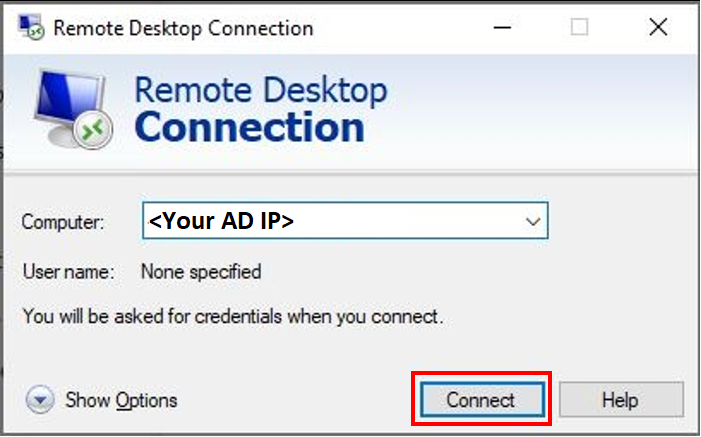 Remote Desktop Connection
Remote Desktop
Connection
Computer: <Your AD IP>
User name: None specified
You will be asked for credentials when you connect.
Show Options Connect Help